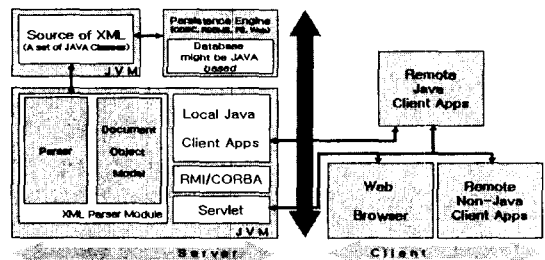 Source of XML
(A set of JAVA Classes)
JVM
Persistence Engine
Database
might be JAVA
based
Parser
Document
Object
Model
XML Parser Module
Local Java
Client Apps
RMI/CORBA
Servlet
JVM
Remote
Java
Client Apps
Web
Browser
Remote
Non-Java
Client Apps
Server
Client